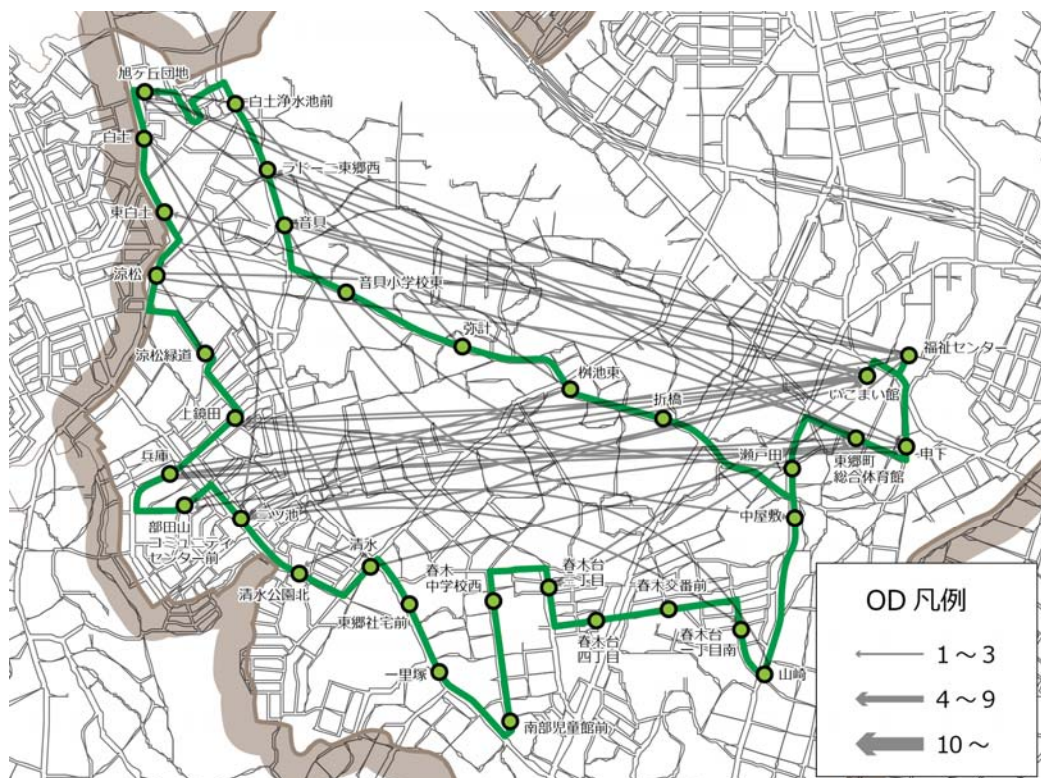 旭ケ丘団地
白土浄水池前
白土
ラドーニ東郷西
東白土
音貝
涼松
音貝小学校東
弥計
涼松緑道
福祉センター
桝池東
いこまい館
上鏡田
折橋
兵庫
瀬戸田
東郷町
総合体育館
申下
部田山
コミューティ
センター前
二ツ池
中屋敷
清水
清水公園北
春木
中学校西
春木台
二丁目
春木交番前
東郷社宅前
春木台
四丁目
春木台
一丁目南
一里塚
山崎
南部児童館前
OD 凡例
1～3
4～9
10～